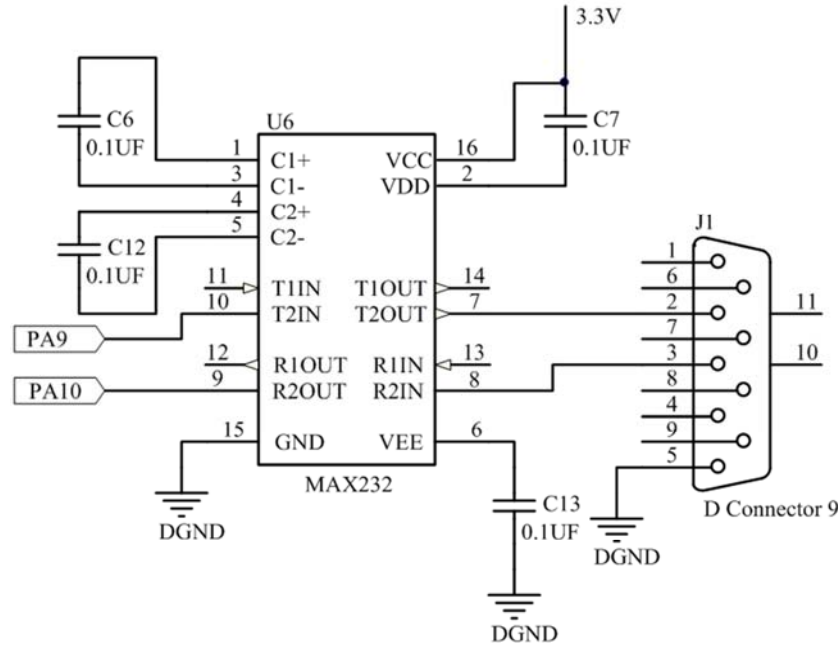 3.3V
C6
0.1UF
U6
C7
0.1UF
1 C1+ VCC 16
3 C1- VDD 2
4 C2+
5 C2-
C12
0.1UF
J1
11 T1IN T1OUT 14
10 T2IN T2OUT 7
PA9
12 R1OUT R1IN 13
9 R2OUT R2IN 8
PA10
15 GND VEE 6
MAX232
DGND
C13
0.1UF
DGND
1
6
2
7
3
8
4
9
5
11
10
D Connector 9
DGND